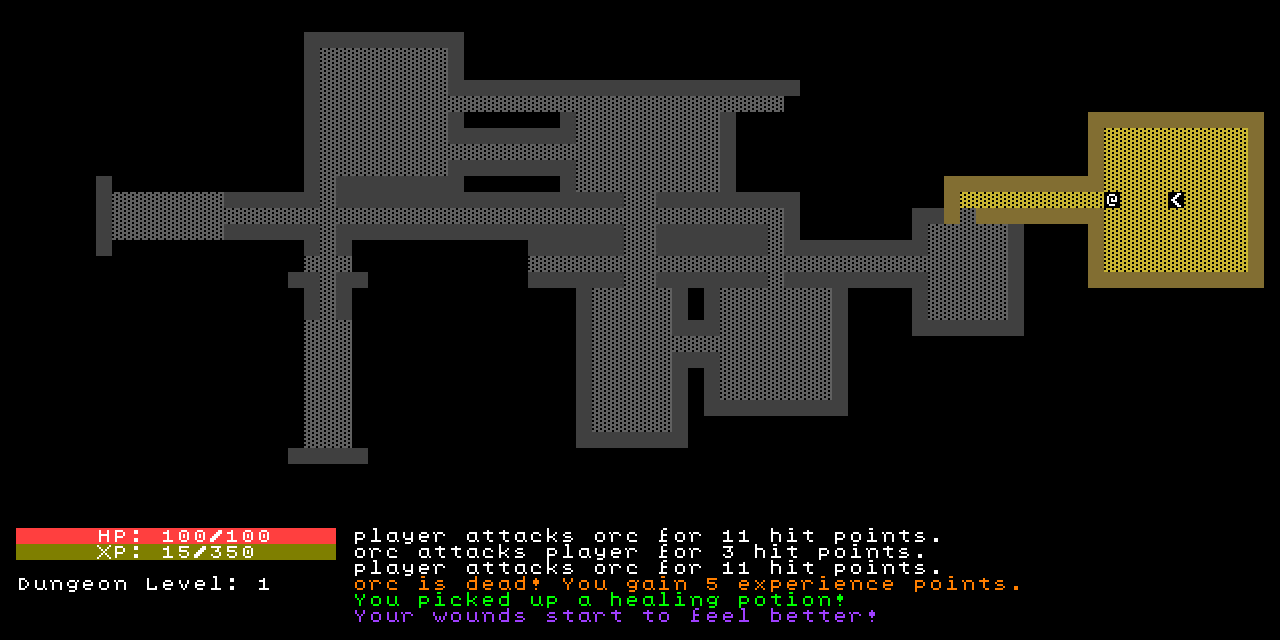 @ <
HP: 100/100
XP: 15/350
Dungeon Level: 1
player attacks orc for 11 hit points.
orc attacks player for 3 hit points.
player attacks orc for 11 hit points.
orc is dead! You gain 5 experience points.
You picked up a healing potion!
Your wounds start to feel better!